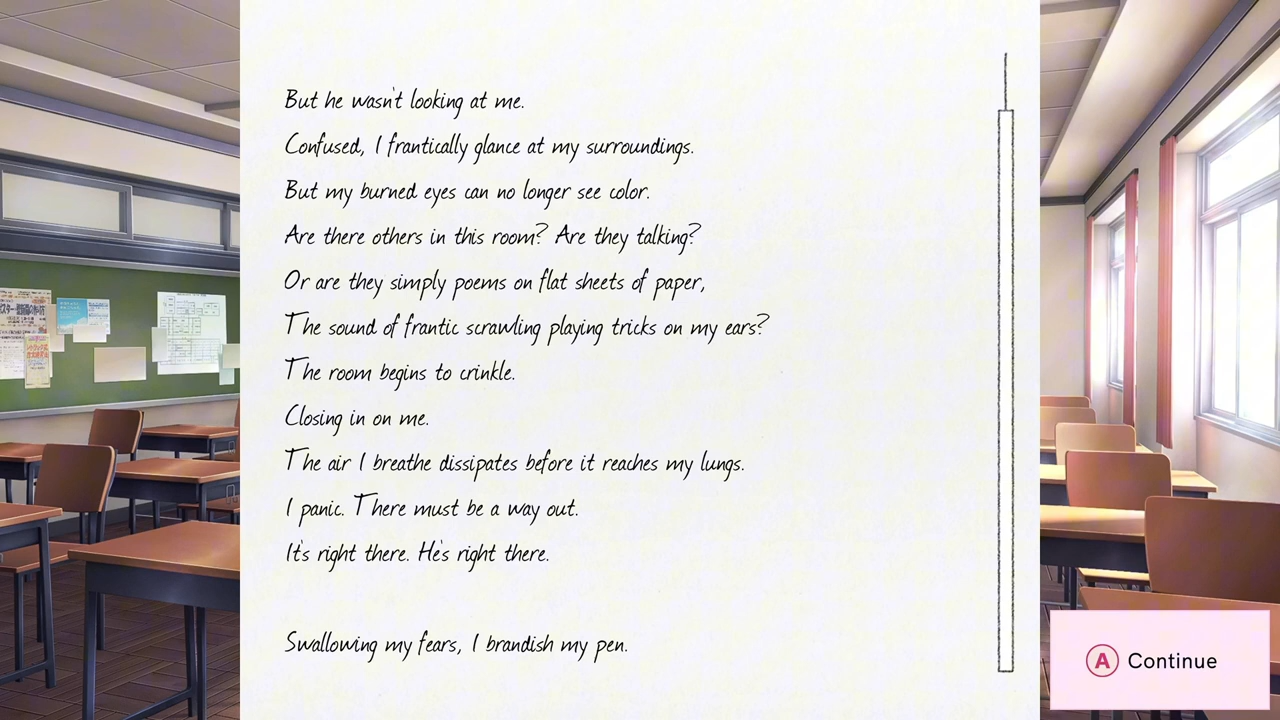 But he wasn't looking at me.
Confused, I frantically glance at my surroundings.
But my burned eyes can no longer see color.
Are there others in this room? Are they talking?
Or are they simply poems on flat sheets of paper,
The sound of frantic scrawling playing tricks on my ears?
The room begins to crinkle.
Closing in on me.
The air I breathe dissipates before it reaches my lungs.
I panic. There must be a way out.
It's right there. He's right there.
Swallowing my fears, I brandish my pen.
A Continue